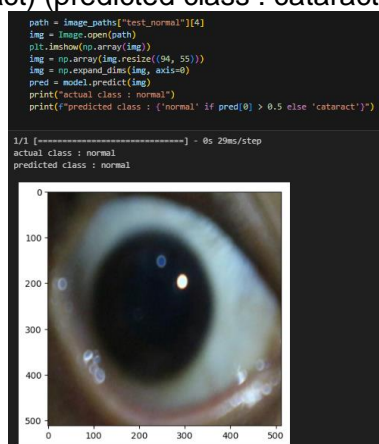 act) (predicted class : cataract
path = image_paths["test_normal"][4]
img = Image.open(path)
plt.imshow(np.array(img))
img = np.array(img.resize((94, 55)))
img = np.expand_dims(img, axis=0)
pred = model.predict(img)
print("actual class : normal")
print(f"predicted class : {'normal' if pred[0] > 0.5 else 'cataract'}")
1/1 [==============================] - 0s 29ms/step
actual class : normal
predicted class : normal
0
100
200
300
400
500
0 100 200 300 400 500